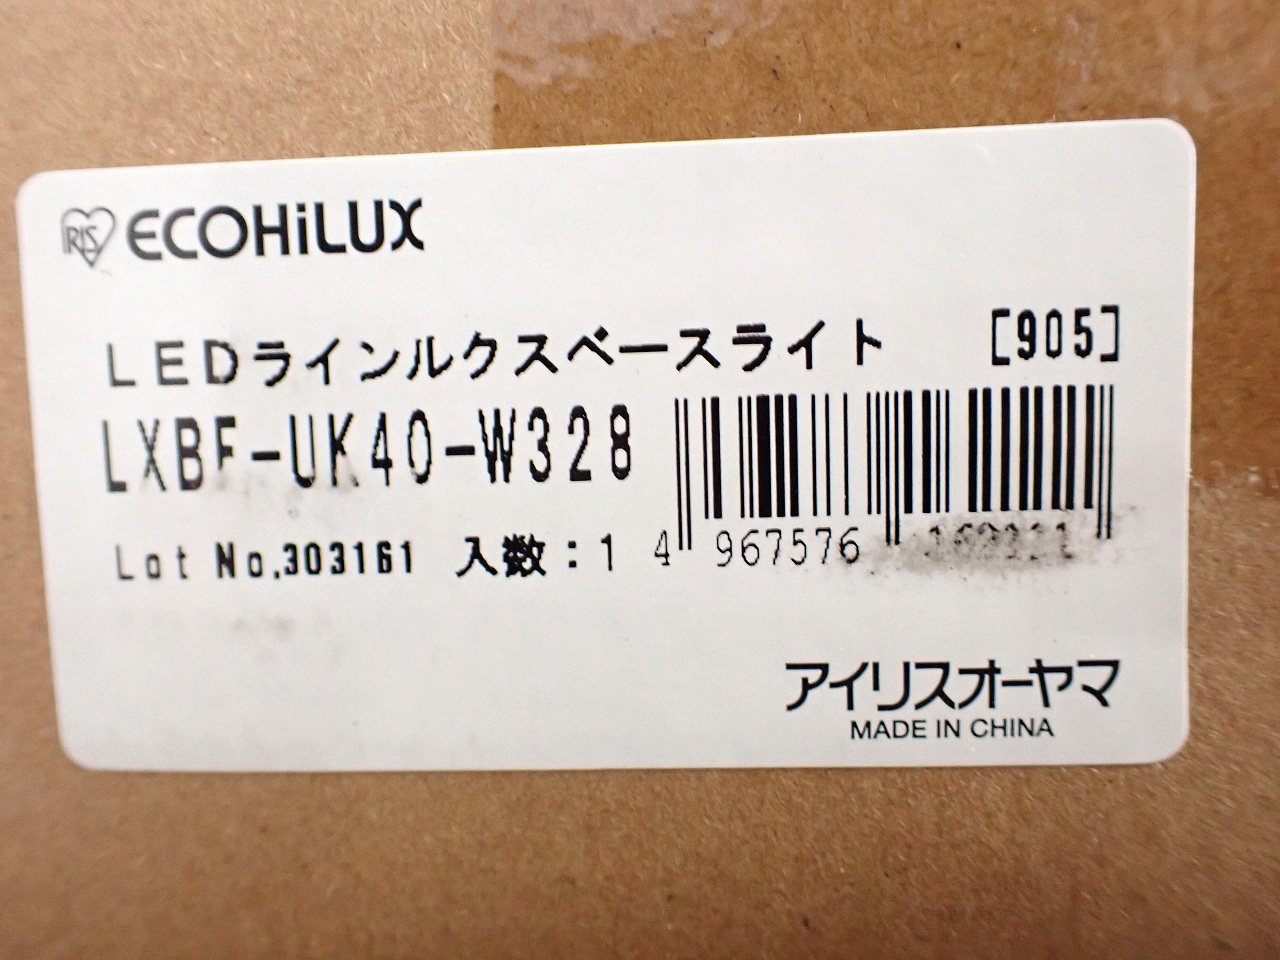 IRIS ECOHiLUX
LEDラインルクスベースライト [905]
LXBF-UK40-W328
Lot No.303161 入数:1
4 967576
アイリスオーヤマ
MADE IN CHINA